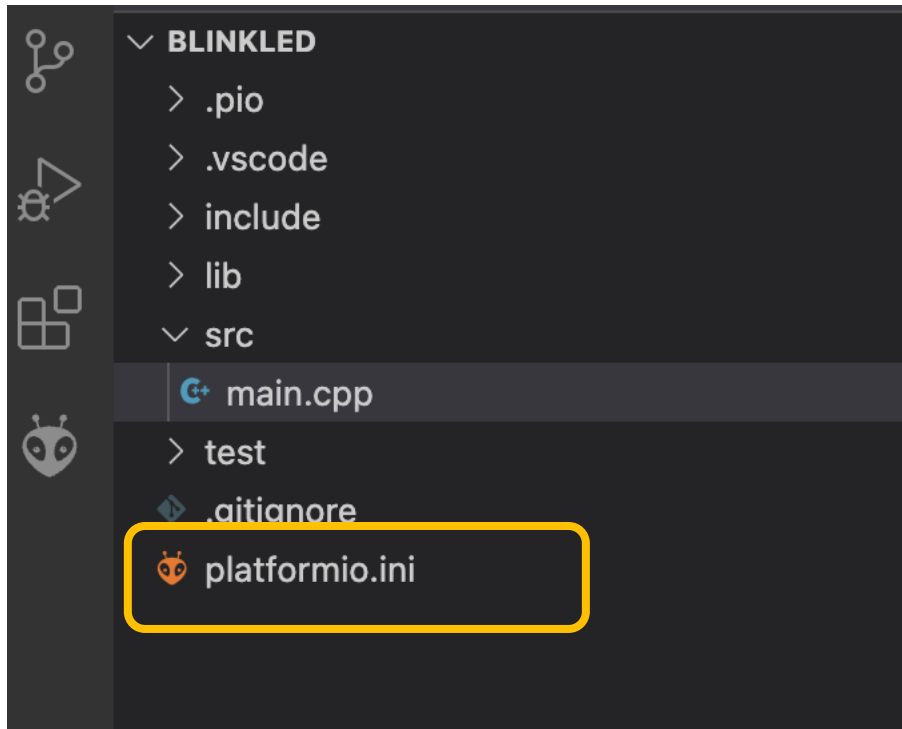 BLINKLED
.pio
.vscode
include
lib
src
main.cpp
test
.gitignore
platformio.ini